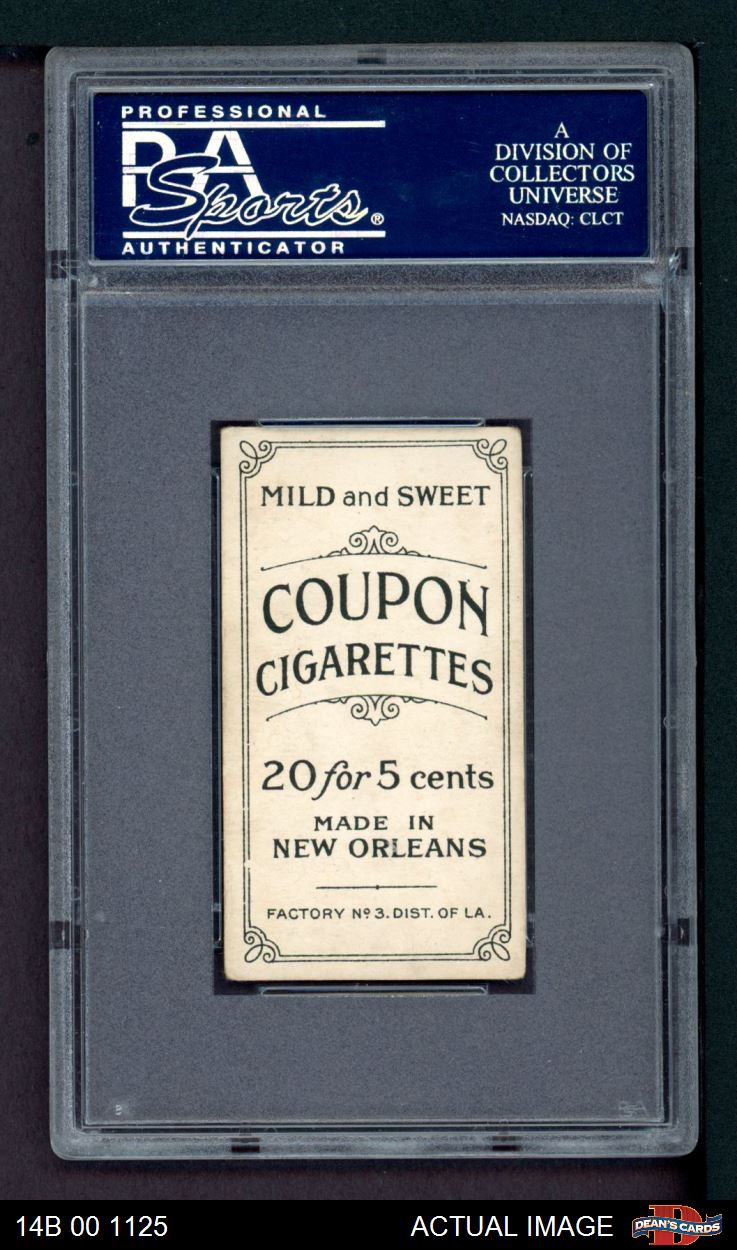 PROFESSIONAL
PSA
Sports®
AUTHENTICATOR
A
DIVISION OF
COLLECTORS
UNIVERSE
NASDAQ: CLCT
MILD and SWEET
COUPON
CIGARETTES
20 for 5 cents
MADE IN
NEW ORLEANS
FACTORY Nº 3. DIST. OF LA.
PSA
14B 00 1125
ACTUAL IMAGE
DEAN'S CARDS